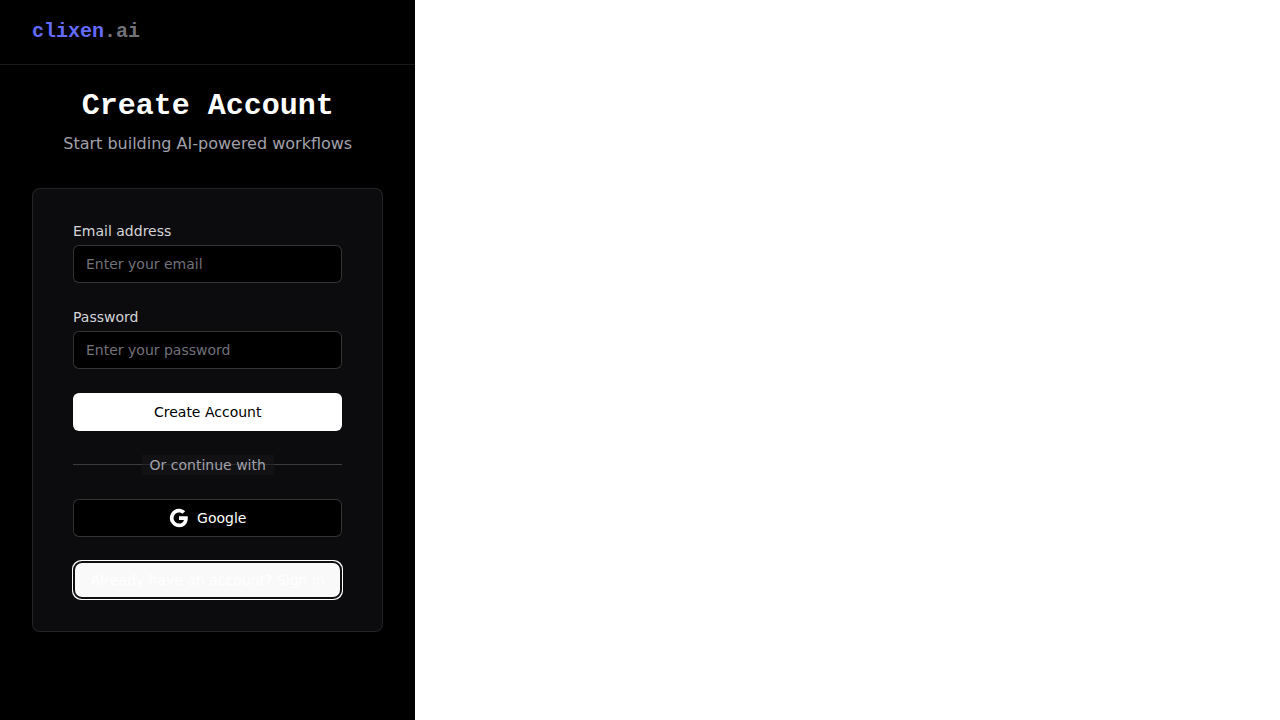 clixen.ai
Create Account
Start building AI-powered workflows
Email address
Enter your email
Password
Enter your password
Create Account
Or continue with
Google
Already have an account? Sign in